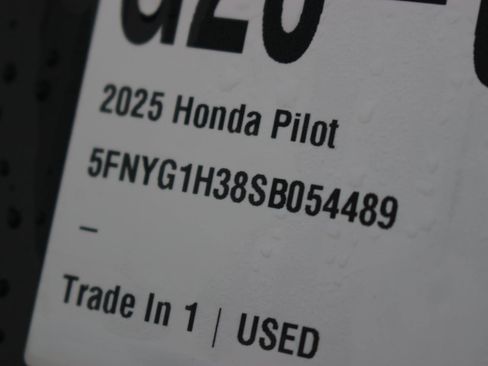 2025 Honda Pilot
5FNYG1H38SB054489
–
Trade In 1 | USED